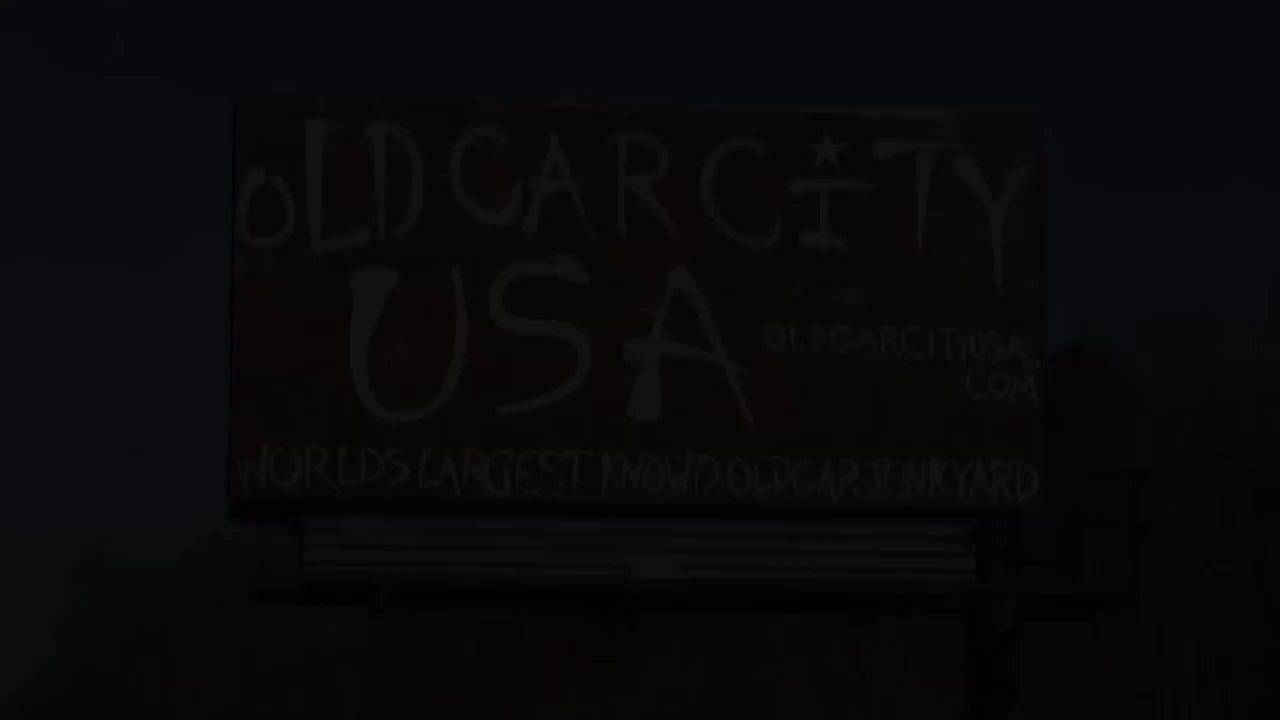 OLD CAR CITY
USA
OLDCARCITYUSA.
COM
WORLDS LARGEST KNOWN OLD CAR JUNKYARD